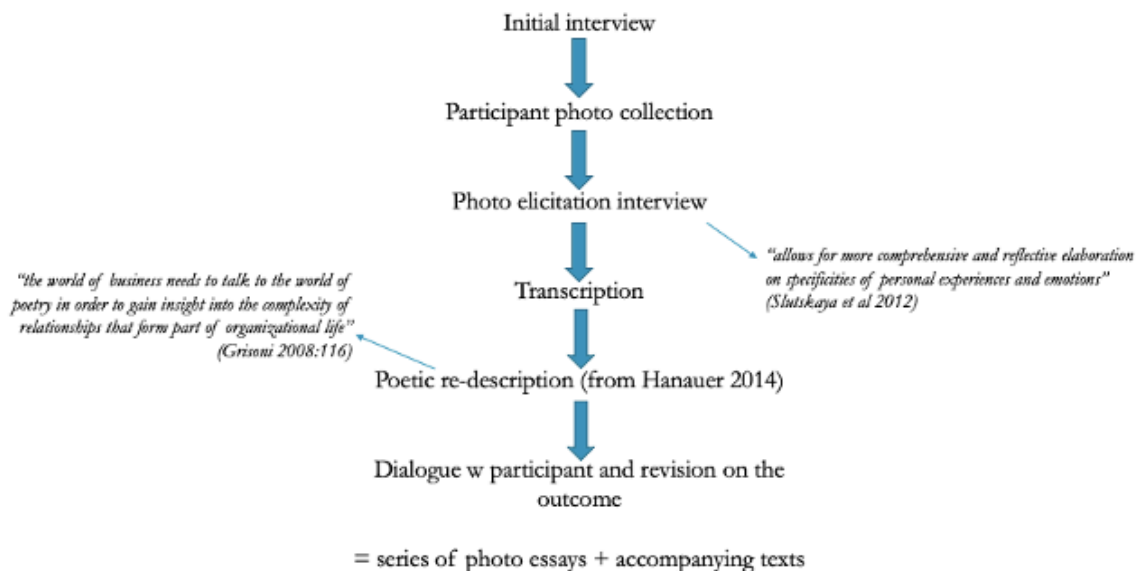 Initial interview
Participant photo collection
Photo elicitation interview
“allows for more comprehensive and reflective elaboration
on specificities of personal experiences and emotions”
(Slutskaya et al 2012)
Transcription
“the world of business needs to talk to the world of
poetry in order to gain insight into the complexity of
relationships that form part of organizational life”
(Grisoni 2008:116)
Poetic re-description (from Hanauer 2014)
Dialogue w participant and revision on the
outcome
= series of photo essays + accompanying texts